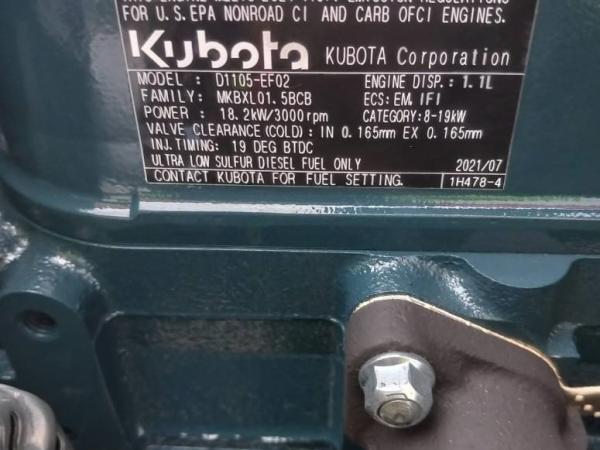 FOR U.S. EPA NONROAD CI AND CARB OFCI ENGINES.
Kubota KUBOTA Corporation
MODEL : D1105-EF02 ENGINE DISP.: 1.1L
FAMILY: MKBXL01.5BCB ECS: EM, IFI
POWER : 18.2kW/3000rpm CATEGORY: 8-19kW
VALVE CLEARANCE (COLD) : IN 0.165mm EX 0.165mm
INJ. TIMING: 19 DEG BTDC
ULTRA LOW SULFUR DIESEL FUEL ONLY 2021/07
CONTACT KUBOTA FOR FUEL SETTING. 1H478-4